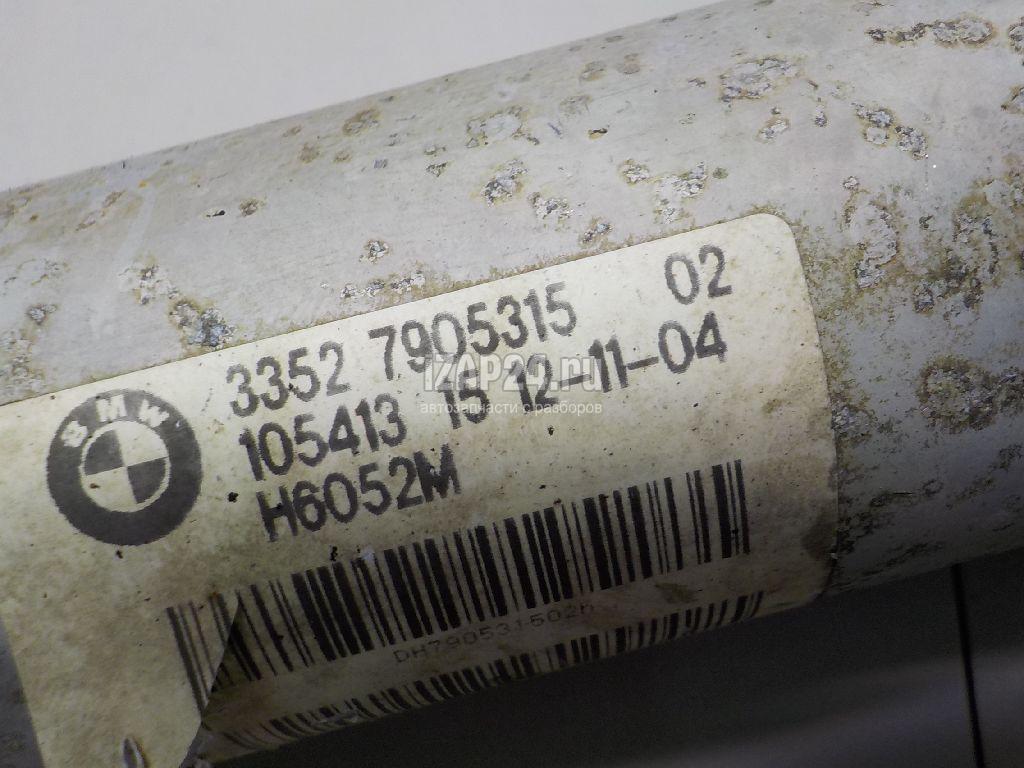 BMW
3352 7905315 02
105413 15 12-11-04
H6052M
IZAP24.ru
автозапчасти с разборов